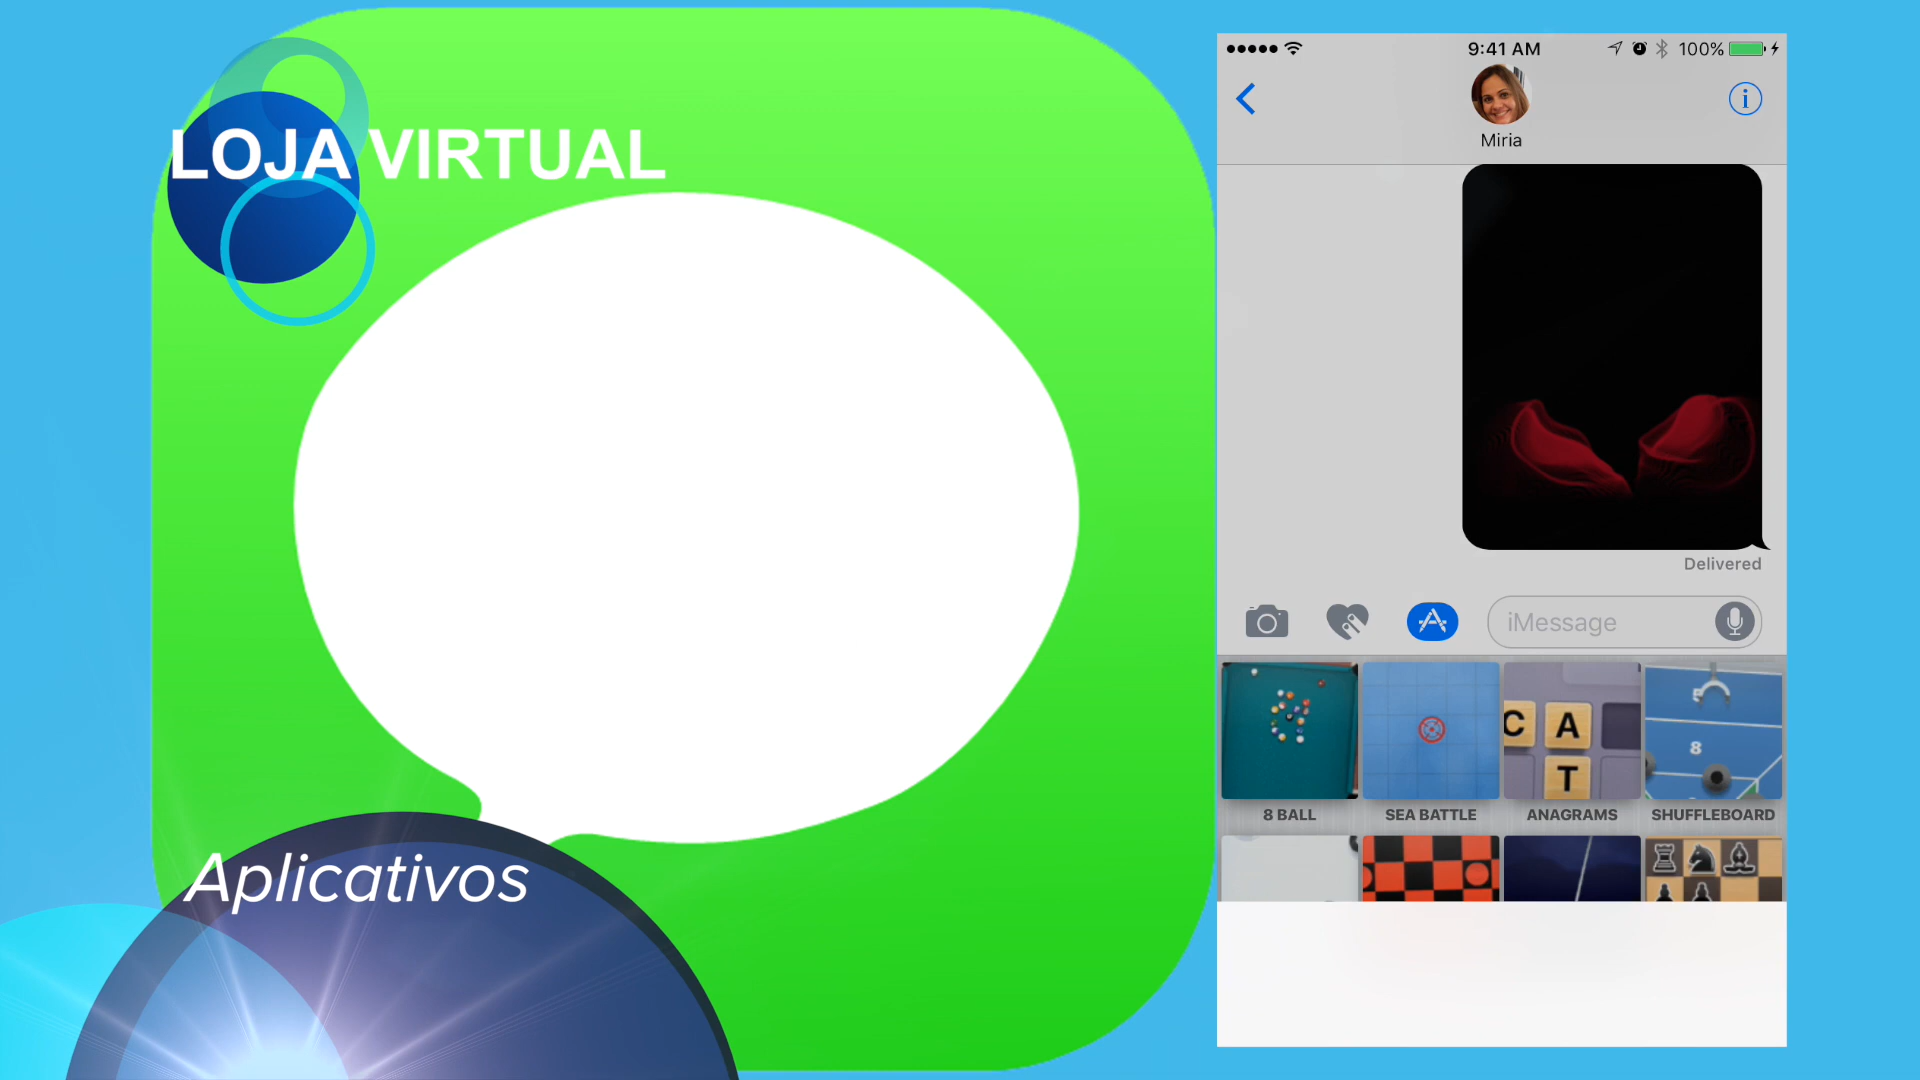 LOJA VIRTUAL
Aplicativos
9:41 AM
100%
Miria
Delivered
iMessage
C A
T
8
8 BALL
SEA BATTLE
ANAGRAMS
SHUFFLEBOARD